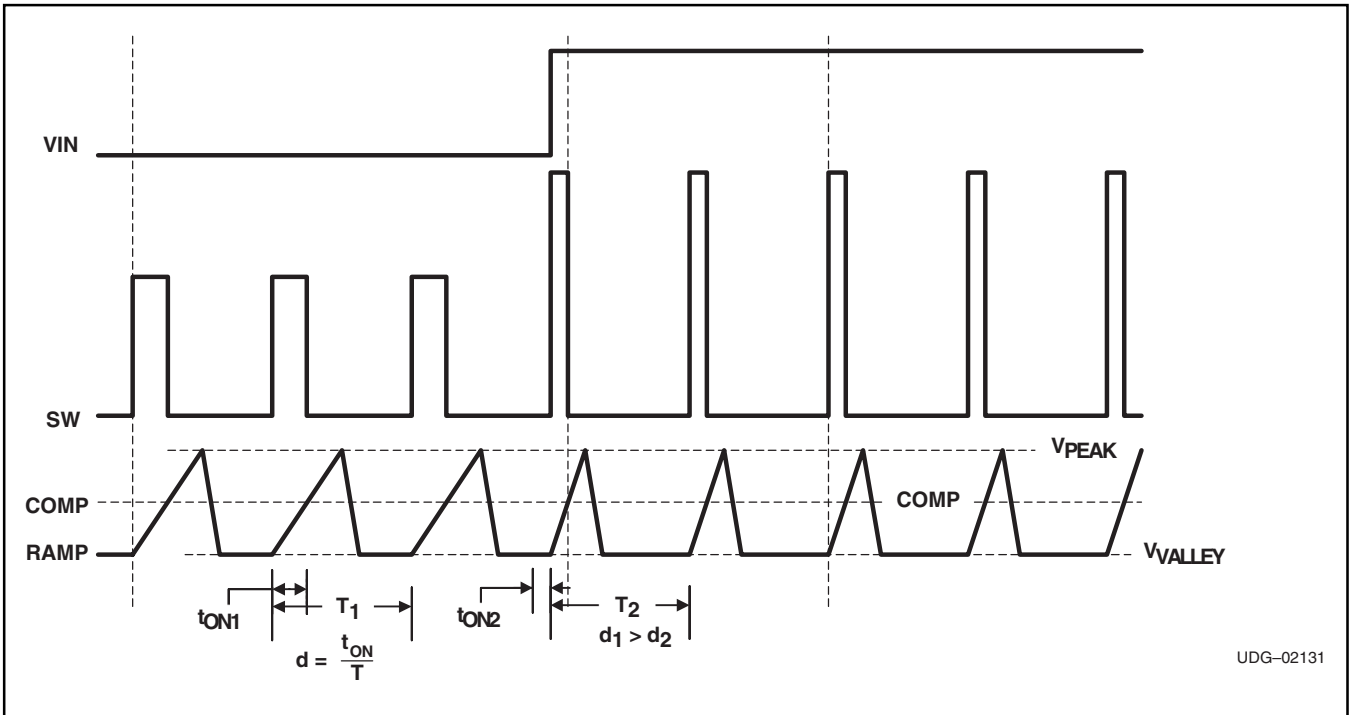 VIN
SW
VPEAK
COMP
COMP
RAMP
VVALLEY
tON1
T1
tON2
T2
d = tON
T
d1 > d2
UDG–02131